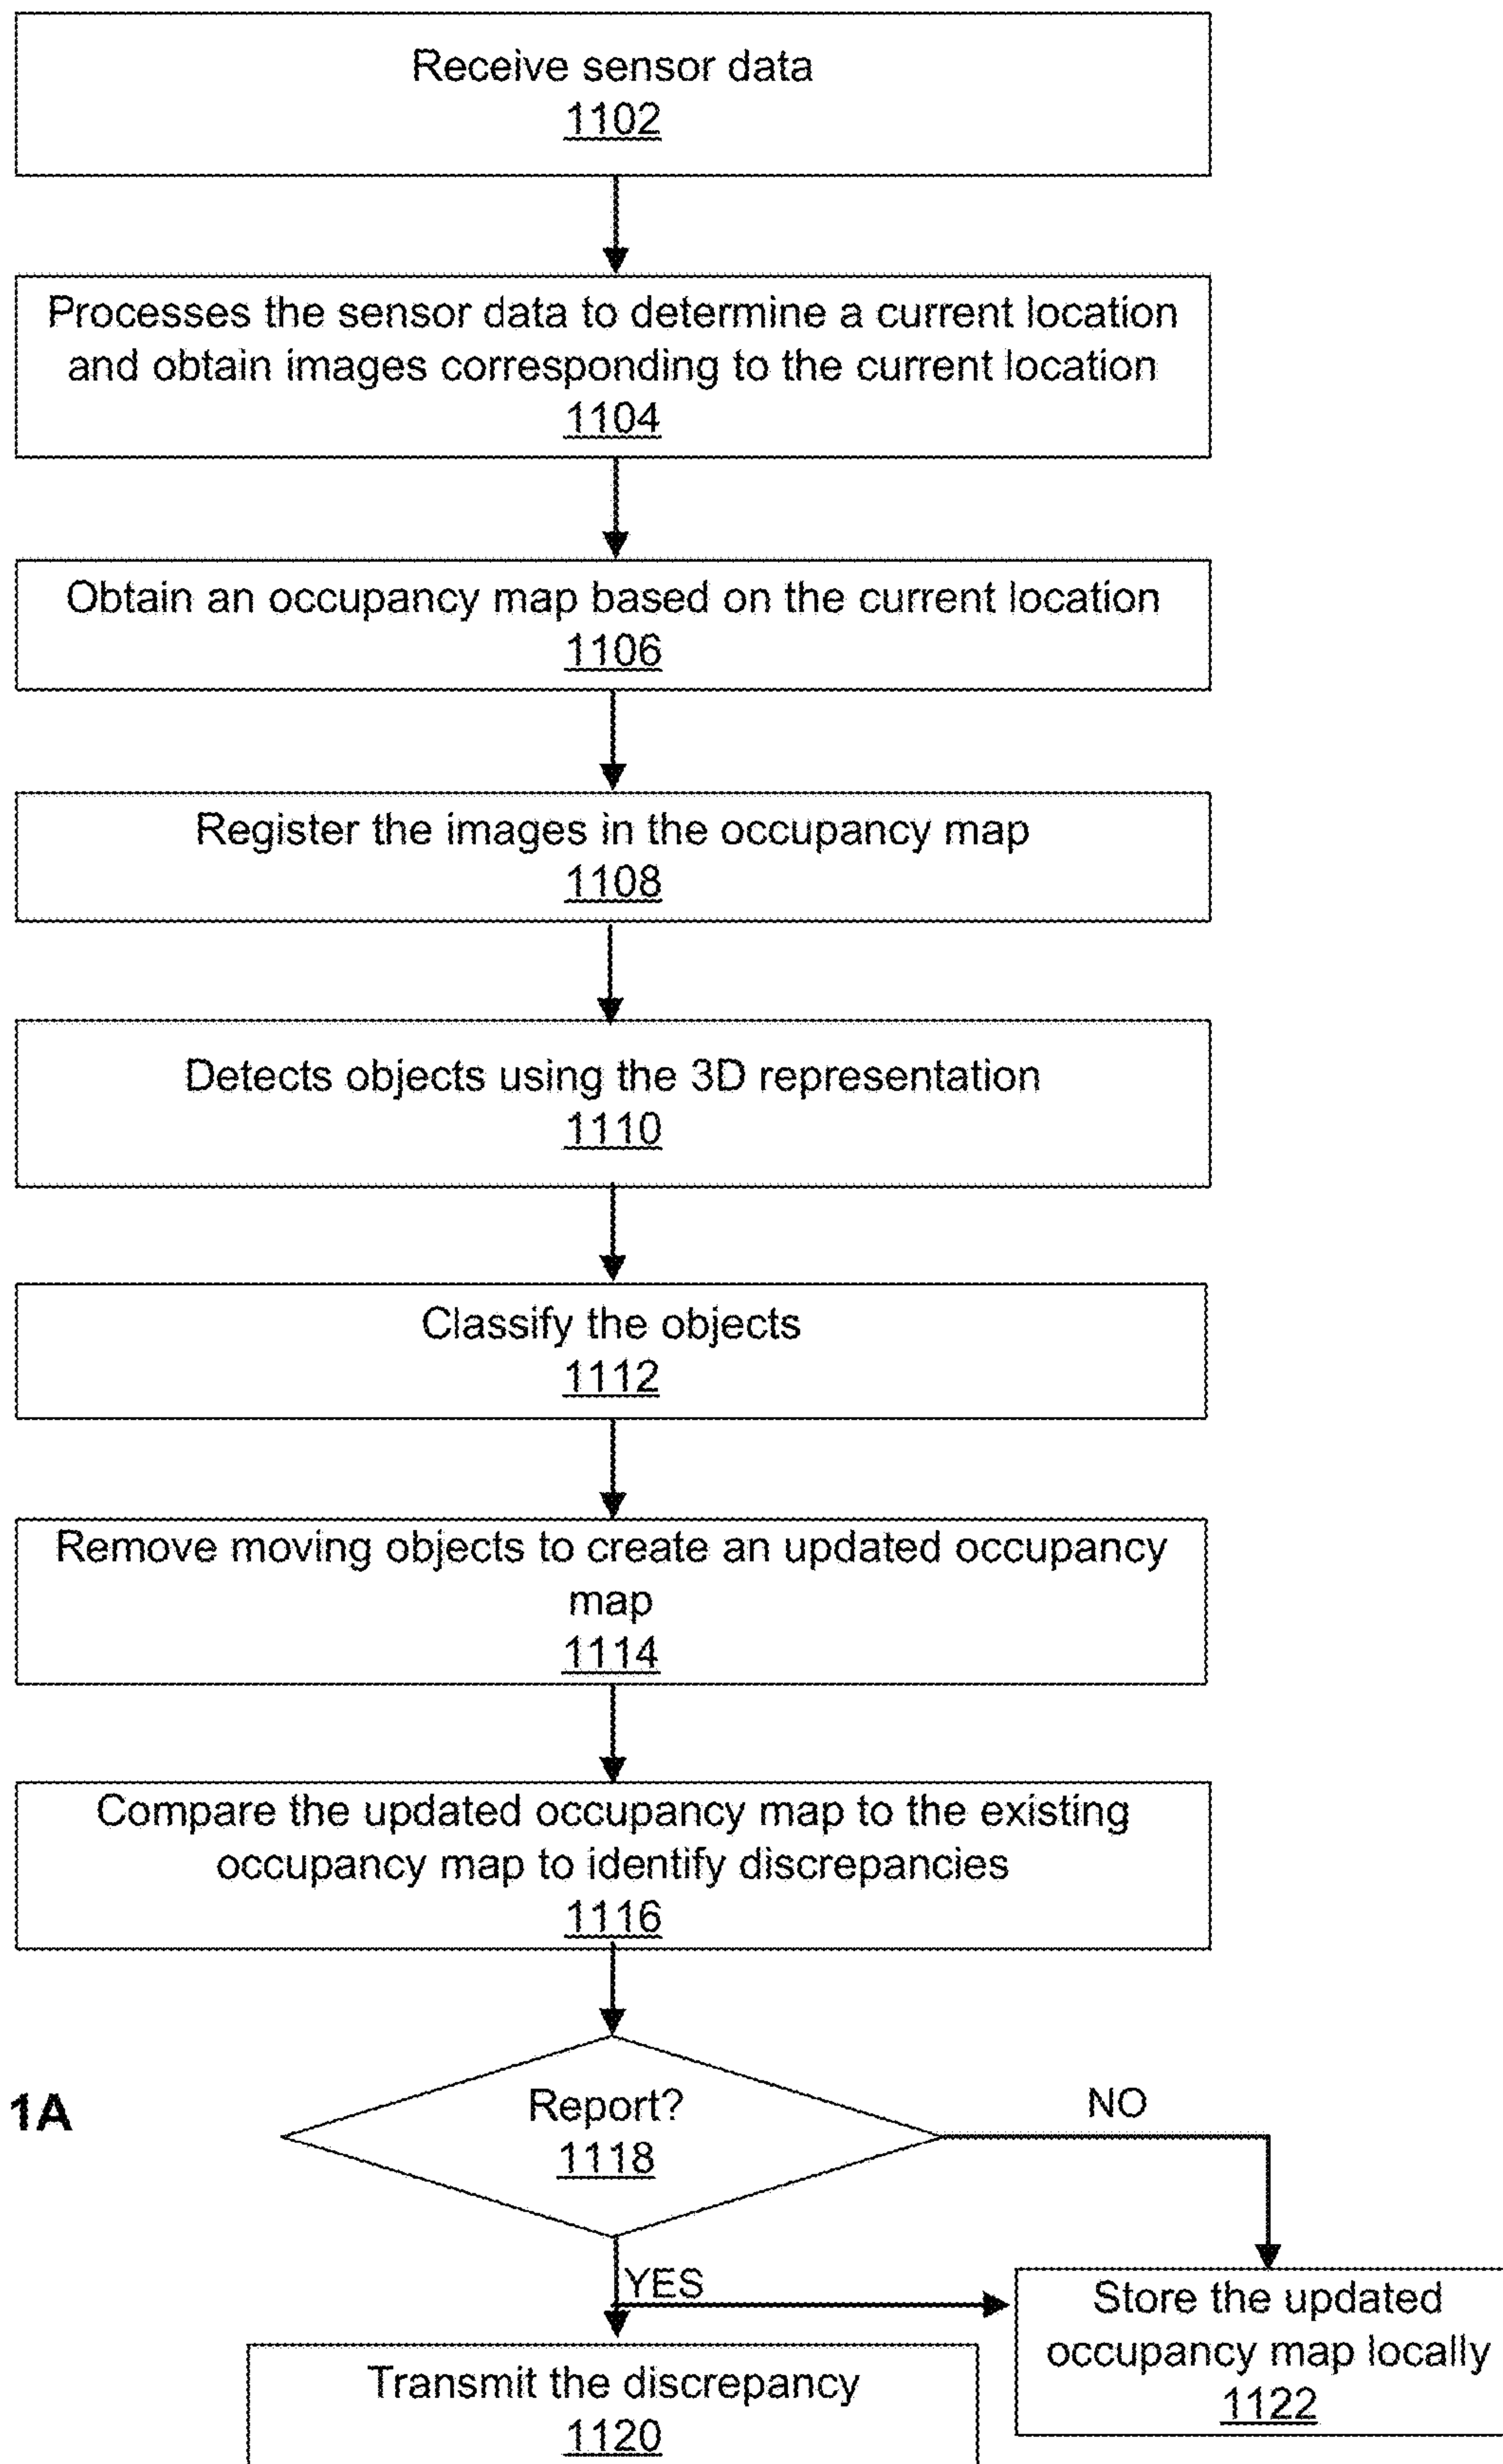 Receive sensor data
1102
Processes the sensor data to determine a current location
and obtain images corresponding to the current location
1104
Obtain an occupancy map based on the current location
1106
Register the images in the occupancy map
1108
Detects objects using the 3D representation
1110
Classify the objects
1112
Remove moving objects to create an updated occupancy
map
1114
Compare the updated occupancy map to the existing
occupancy map to identify discrepancies
1116
1A
Report?
1118
NO
YES
Store the updated
occupancy map locally
1122
Transmit the discrepancy
1120